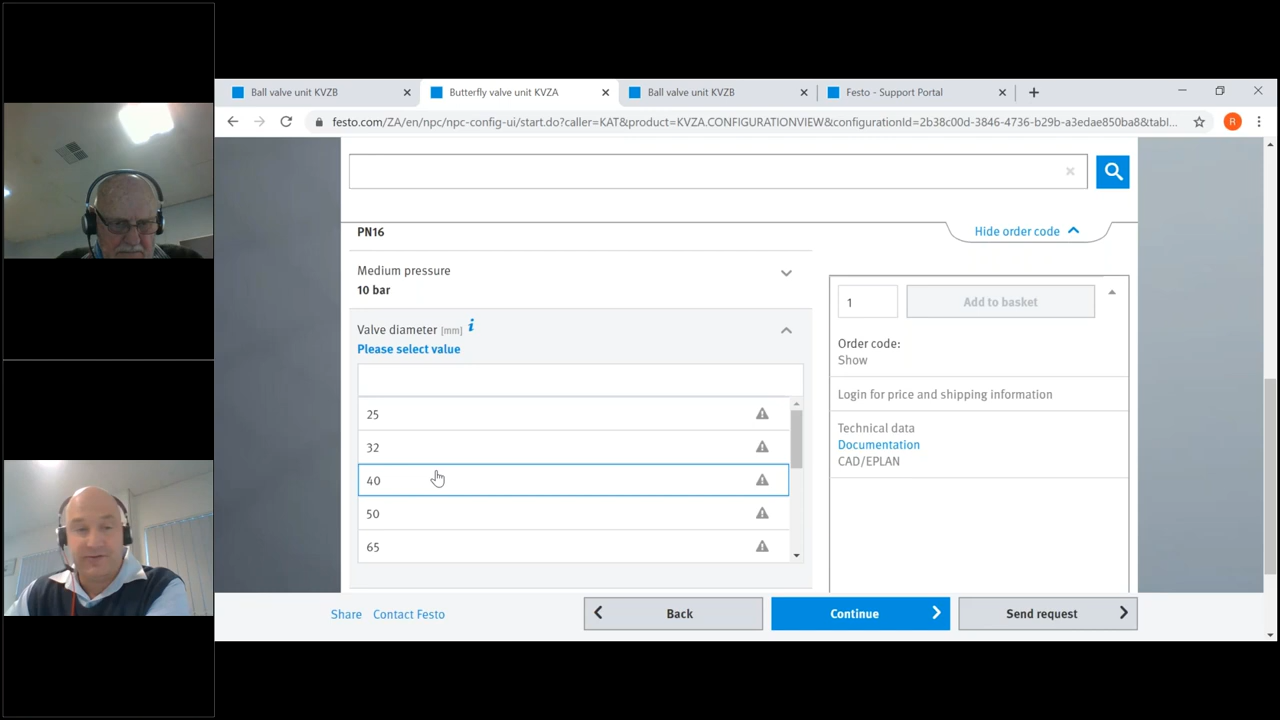 Ball valve unit KVZB
Butterfly valve unit KVZA
Ball valve unit KVZB
Festo - Support Portal
festo.com/ZA/en/npc/npc-config-ui/start.do?caller=KAT&product=KVZA.CONFIGURATIONVIEW&configurationId=2b38c00d-3846-4736-b29b-a3edae850ba8&tabl...
R
PN16
Hide order code
Medium pressure
10 bar
Valve diameter [mm] i
Please select value
25
32
40
50
65
1
Add to basket
Order code:
Show
Login for price and shipping information
Technical data
Documentation
CAD/EPLAN
Share
Contact Festo
Back
Continue
Send request